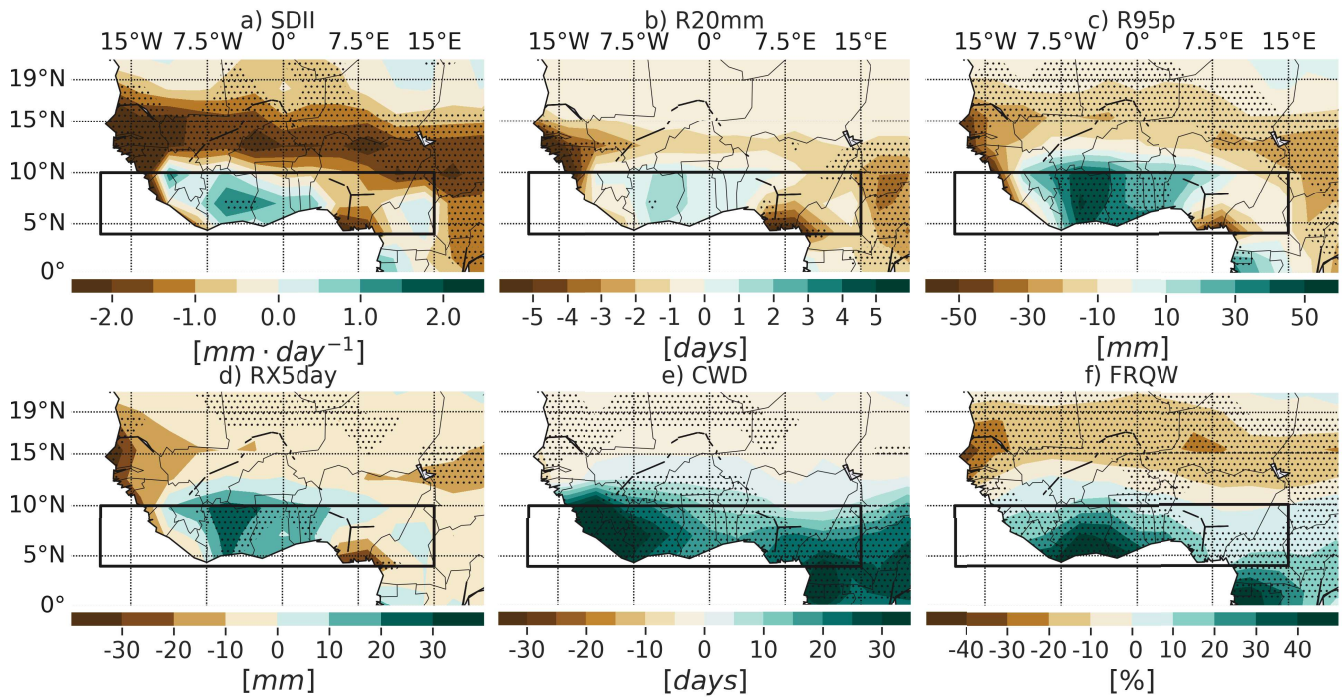 a) SDII
b) R20mm
c) R95p
15°W 7.5°W 0° 7.5°E 15°E
15°W 7.5°W 0° 7.5°E 15°E
15°W 7.5°W 0° 7.5°E 15°E
19°N
15°N
10°N
5°N
0°
-2.0 -1.0 0.0 1.0 2.0
-5 -4 -3 -2 -1 0 1 2 3 4 5
-50 -30 -10 10 30 50
[mm · day⁻¹]
[days]
[mm]
d) RX5day
e) CWD
f) FRQW
19°N
15°N
10°N
5°N
0°
-30 -20 -10 0 10 20 30
-30 -20 -10 0 10 20 30
-40 -30 -20 -10 0 10 20 30 40
[mm]
[days]
[%]